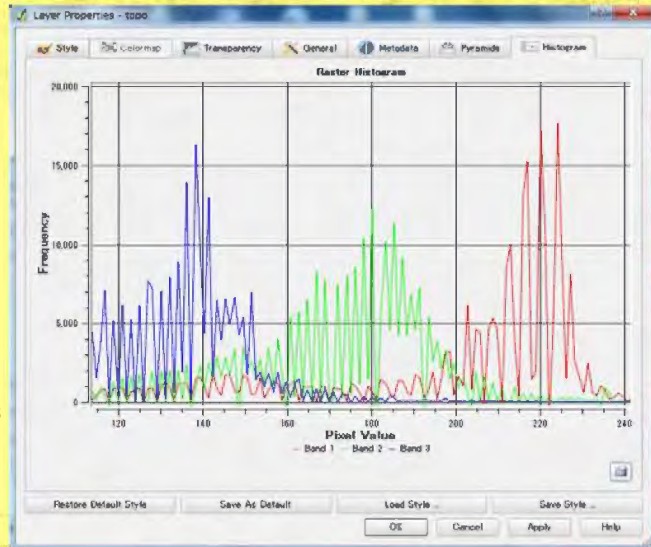 Layer Properties - topo
Style Colormap Transparency General Metadata Pyramids Histogram
Raster Histogram
20,000
15,000
10,000
5,000
0
Frequency
120 140 160 180 200 220 240
Pixel Value
Band 1 Band 2 Band 3
Restore Default Style Save As Default Load Style ... Save Style ...
OK Cancel Apply Help